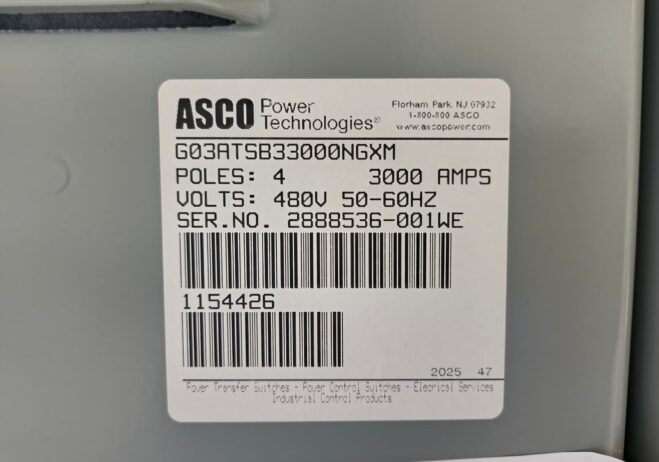 ASCO Power Technologies®
Florham Park, NJ 07932
1-800-800 ASCO
www.ascopower.com
G03ATSB33000NGXM
POLES: 4 3000 AMPS
VOLTS: 480V 50-60HZ
SER.NO. 2888536-001WE
1154426
2025 47
Power Transfer Switches - Power Control Switches - Elecrical Services
Industrial Control Products